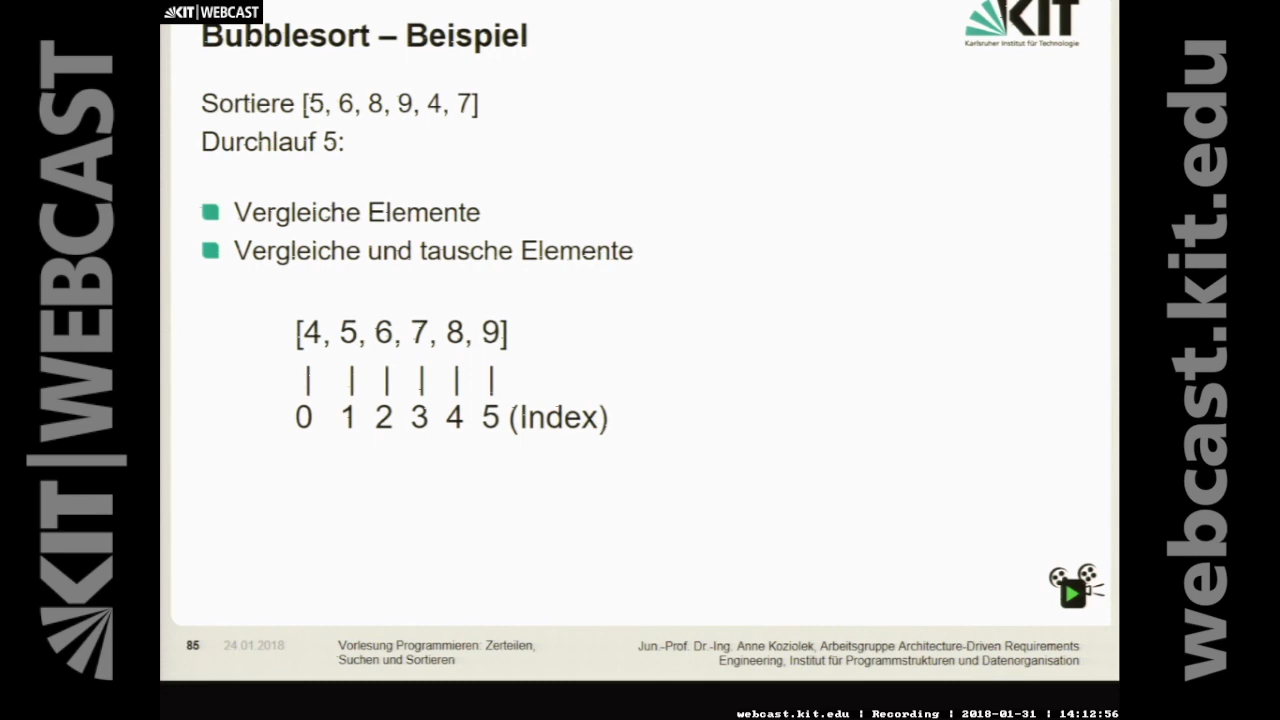 KIT|WEBCAST
KIT
Karlsruher Institut für Technologie
Bubblesort – Beispiel
Sortiere [5, 6, 8, 9, 4, 7]
Durchlauf 5:
Vergleiche Elemente
Vergleiche und tausche Elemente
[4, 5, 6, 7, 8, 9]
| | | | | |
0 1 2 3 4 5 (Index)
85 24.01.2018
Vorlesung Programmieren: Zerteilen,
Suchen und Sortieren
Jun.-Prof. Dr.-Ing. Anne Koziolek, Arbeitsgruppe Architecture-Driven Requirements
Engineering, Institut für Programmstrukturen und Datenorganisation
KIT|WEBCAST
webcast.kit.edu
webcast.kit.edu | Recording | 2018-01-31 | 14:12:56